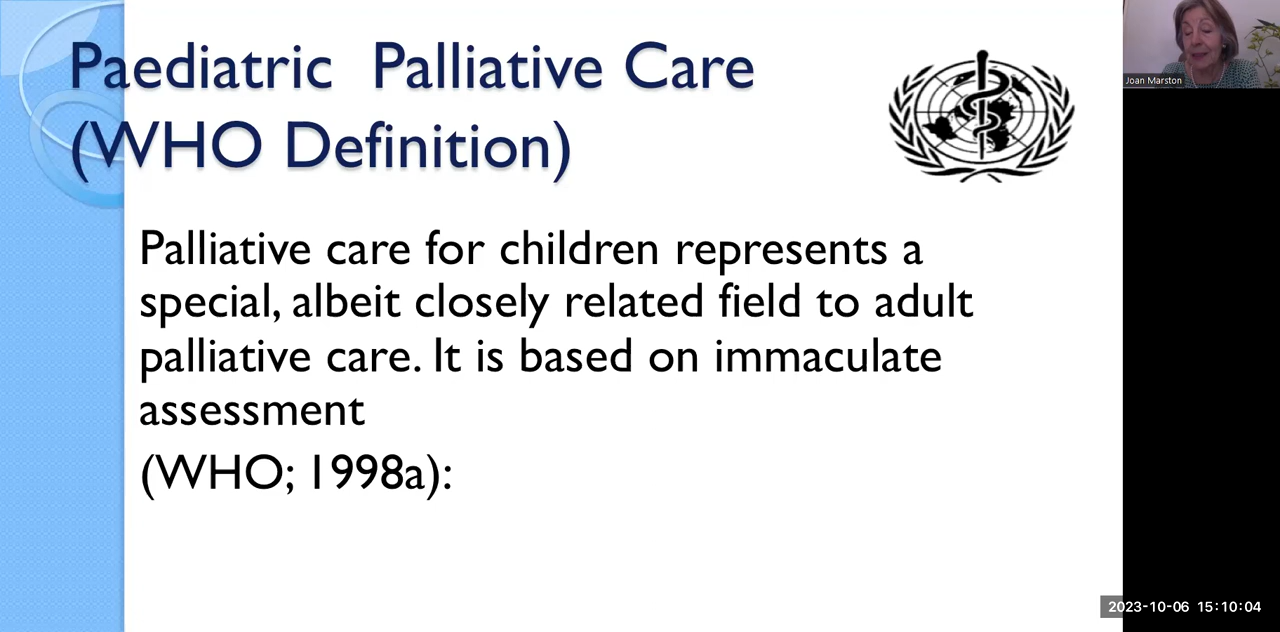 Paediatric Palliative Care
(WHO Definition)
Joan Marston
Palliative care for children represents a
special, albeit closely related field to adult
palliative care. It is based on immaculate
assessment
(WHO; 1998a):
2023-10-06 15:10:04